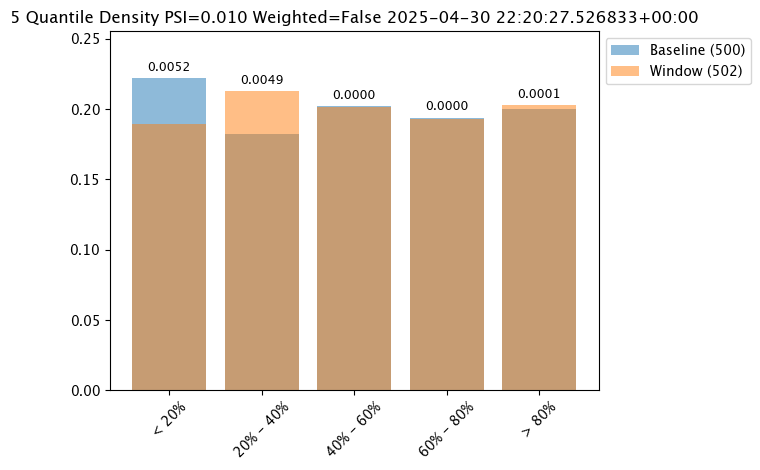 5 Quantile Density PSI=0.010 Weighted=False 2025-04-30 22:20:27.526833+00:00
Baseline (500)
Window (502)
0.25
0.20
0.15
0.10
0.05
0.00
0.0052
0.0049
0.0000
0.0000
0.0001
< 20%
20% - 40%
40% - 60%
60% - 80%
> 80%